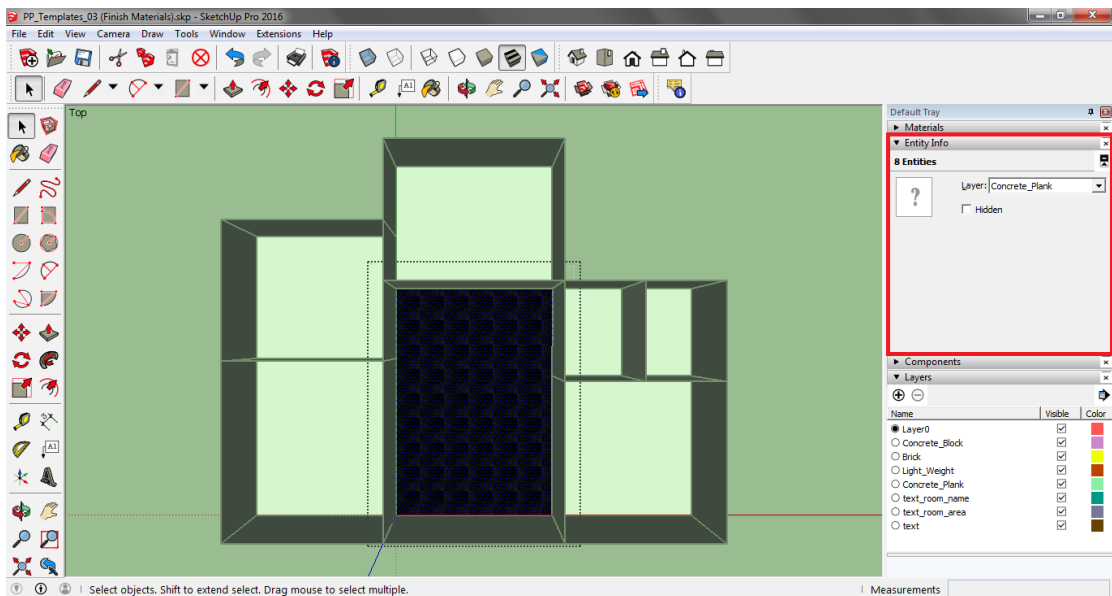 PP_Templates_03 (Finish Materials).skp - SketchUp Pro 2016
File Edit View Camera Draw Tools Window Extensions Help
A1
Top
Default Tray
Materials
Entity Info
8 Entities
Layer: Concrete_Plank
?
Hidden
A1
Components
Layers
Name Visible Color
Layer0
Concrete_Block
Brick
Light_Weight
Concrete_Plank
text_room_name
text_room_area
text
Select objects. Shift to extend select. Drag mouse to select multiple.
Measurements